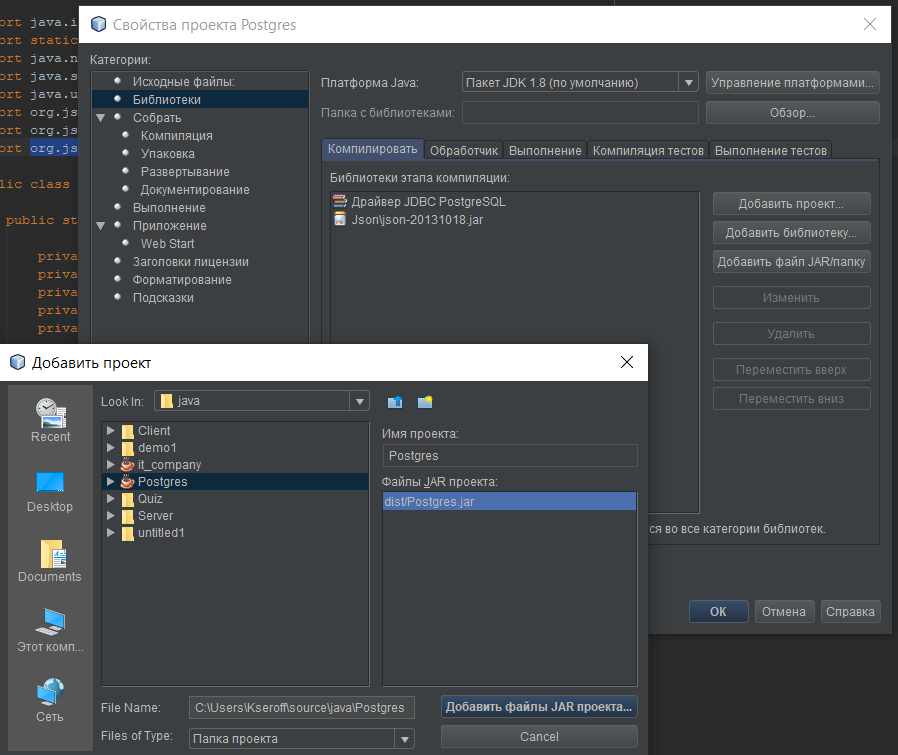 ort java.i
ort static
ort java.n
ort java.s
ort java.u
ort org.js
ort org.js
ort org.js
lic class
public st
priva
priva
priva
priva
priva
Свойства проекта Postgres
Категории:
Исходные файлы:
Библиотеки
Собрать
Компиляция
Упаковка
Развертывание
Документирование
Выполнение
Приложение
Web Start
Заголовки лицензии
Форматирование
Подсказки
Платформа Java:
Пакет JDK 1.8 (по умолчанию)
Управление платформами...
Папка с библиотеками:
Обзор...
Компилировать
Обработчик
Выполнение
Компиляция тестов
Выполнение тестов
Библиотеки этапа компиляции:
Драйвер JDBC PostgreSQL
Json\json-20131018.jar
Добавить проект...
Добавить библиотеку...
Добавить файл JAR/папку
Изменить
Удалить
Переместить вверх
Переместить вниз
ся во все категории библиотек.
ОК
Отмена
Справка
Добавить проект
Look In:
java
Recent
Desktop
Documents
Этот комп...
Сеть
Client
demo1
it_company
Postgres
Quiz
Server
untitled1
Имя проекта:
Postgres
Файлы JAR проекта:
dist/Postgres.jar
File Name:
C:\Users\Kseroff\source\java\Postgres
Добавить файлы JAR проекта...
Files of Type:
Папка проекта
Cancel